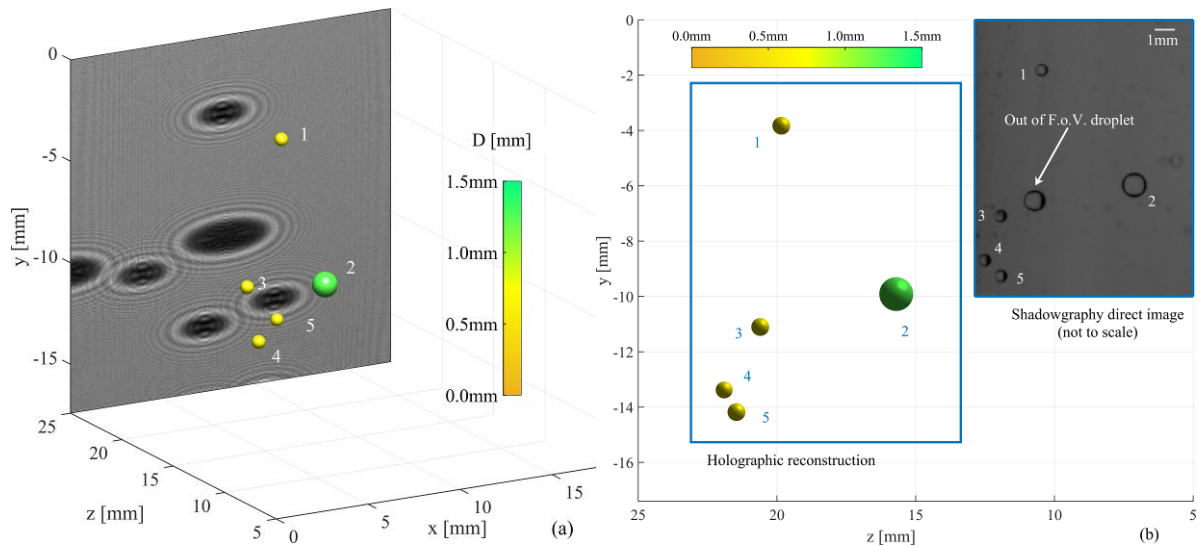 0
-5
-10
-15
y [mm]
25
20
15
10
5
z [mm]
0
5
10
15
x [mm]
(a)
1
2
3
5
4
D [mm]
1.5mm
1.0mm
0.5mm
0.0mm
0.0mm 0.5mm 1.0mm 1.5mm
0
-2
-4
-6
-8
-10
-12
-14
-16
y [mm]
1
2
3
4
5
Holographic reconstruction
1mm
1
Out of F.o.V. droplet
2
3
4
5
Shadowgraphy direct image
(not to scale)
25 20 15 10 5
z [mm]
(b)